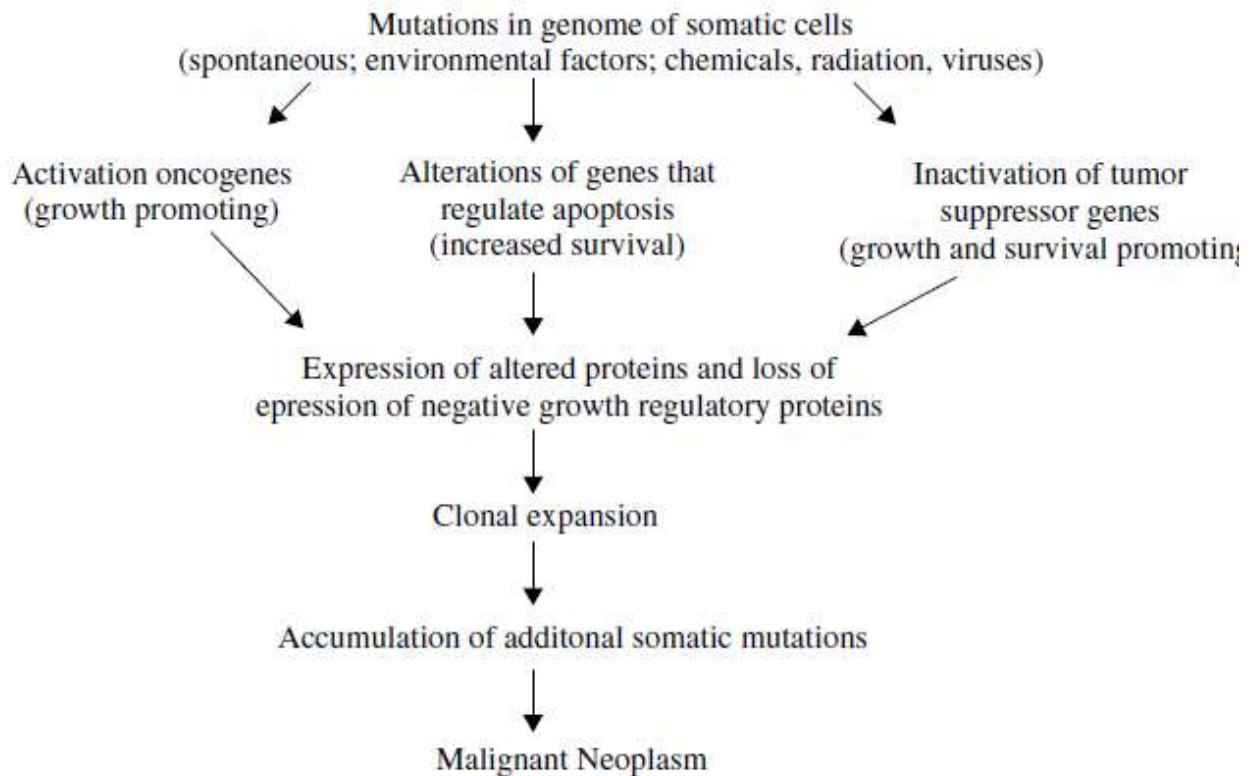 Mutations in genome of somatic cells
(spontaneous; environmental factors; chemicals, radiation, viruses)
Activation oncogenes
(growth promoting)
Alterations of genes that
regulate apoptosis
(increased survival)
Inactivation of tumor
suppressor genes
(growth and survival promoting
Expression of altered proteins and loss of
epression of negative growth regulatory proteins
Clonal expansion
Accumulation of additonal somatic mutations
Malignant Neoplasm